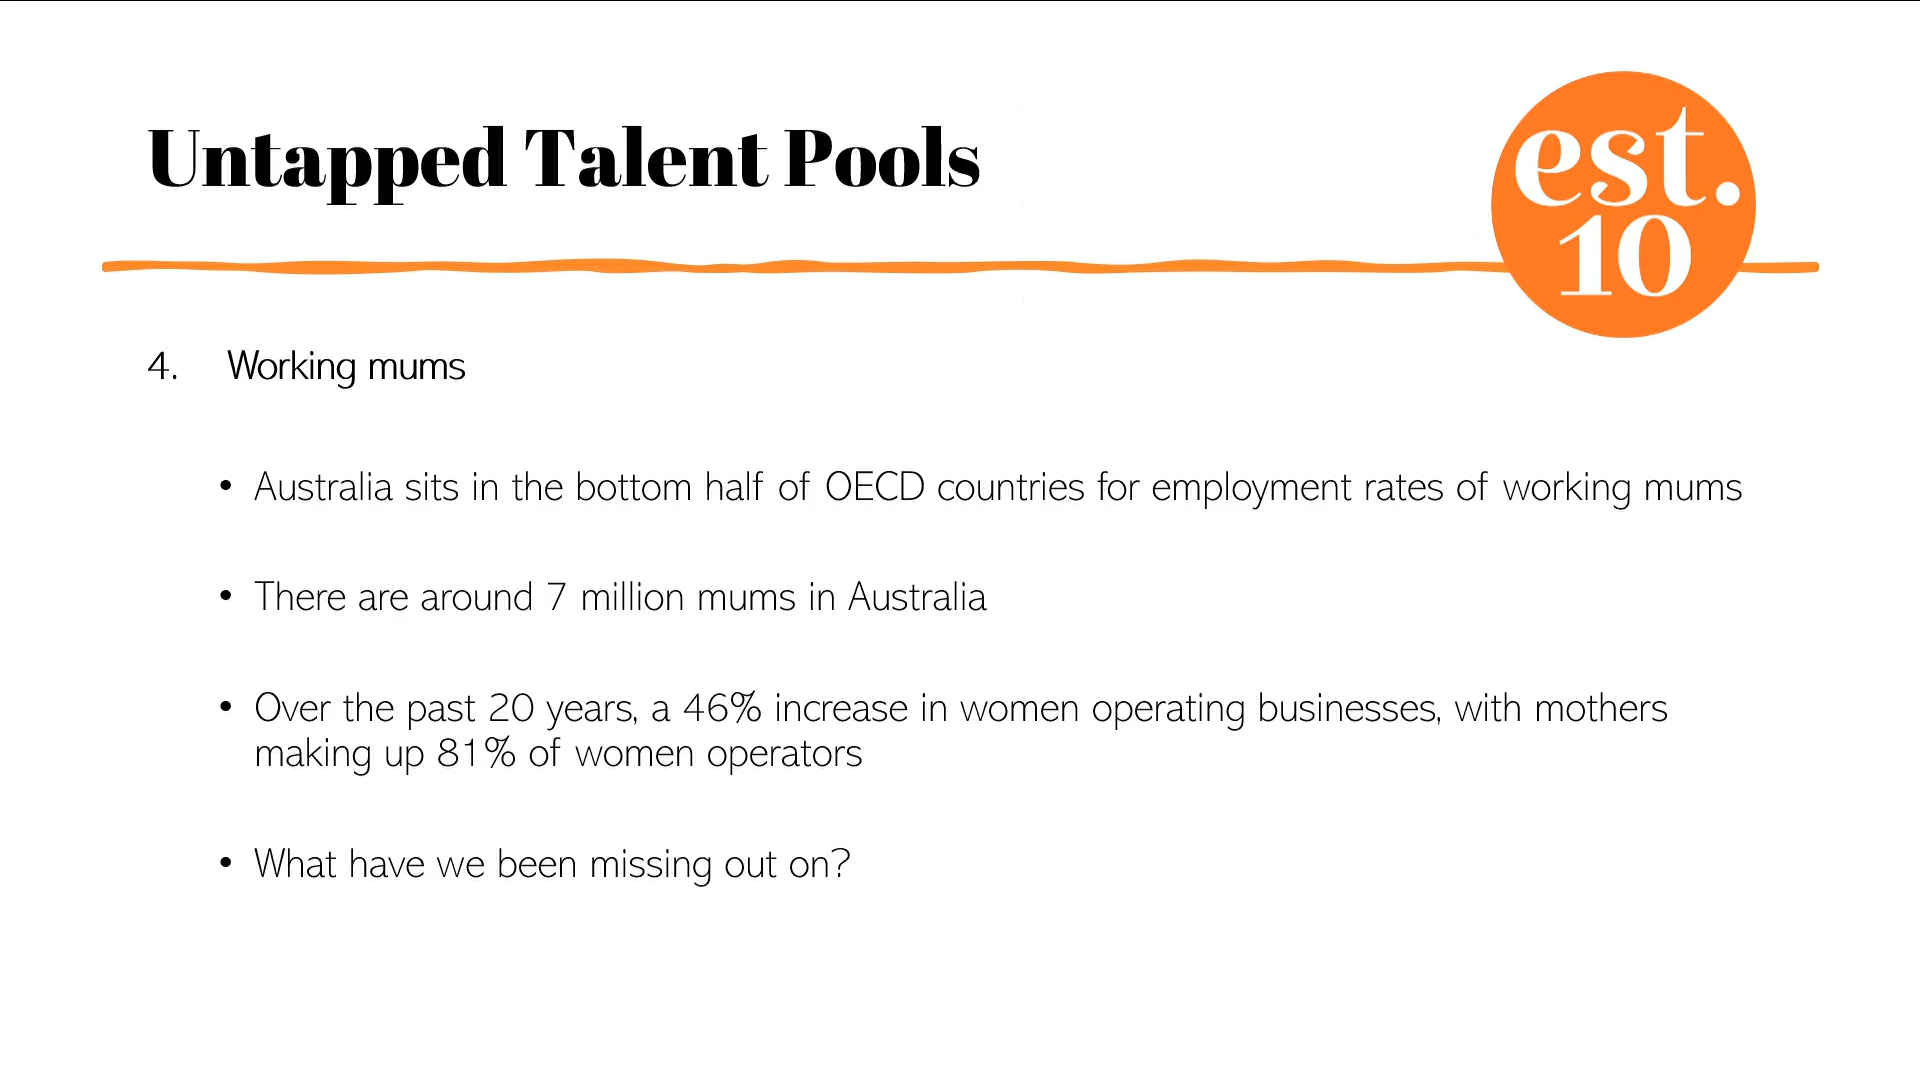 Untapped Talent Pools
est.
10
4. Working mums
• Australia sits in the bottom half of OECD countries for employment rates of working mums
• There are around 7 million mums in Australia
• Over the past 20 years, a 46% increase in women operating businesses, with mothers
making up 81% of women operators
• What have we been missing out on?